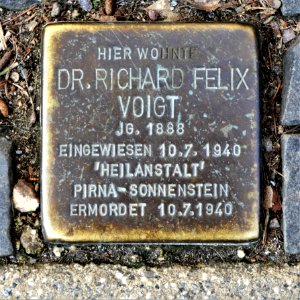 HIER WOHNTE
DR. RICHARD FELIX
VOIGT
JG. 1888
EINGEWIESEN 10.7.1940
'HEILANSTALT'
PIRNA-SONNENSTEIN
ERMORDET 10.7.1940